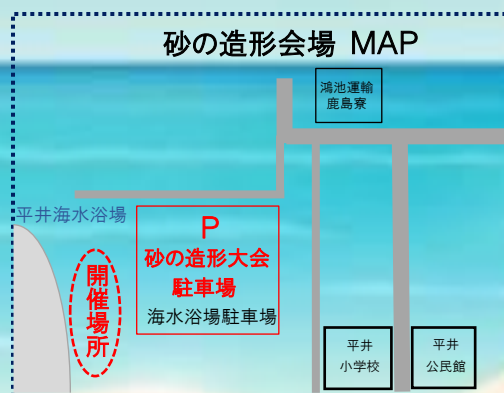 砂の造形会場 MAP
鴻池運輸
鹿島寮
平井海水浴場
P
砂の造形大会
駐車場
海水浴場駐車場
開催場所
平井
小学校
平井
公民館